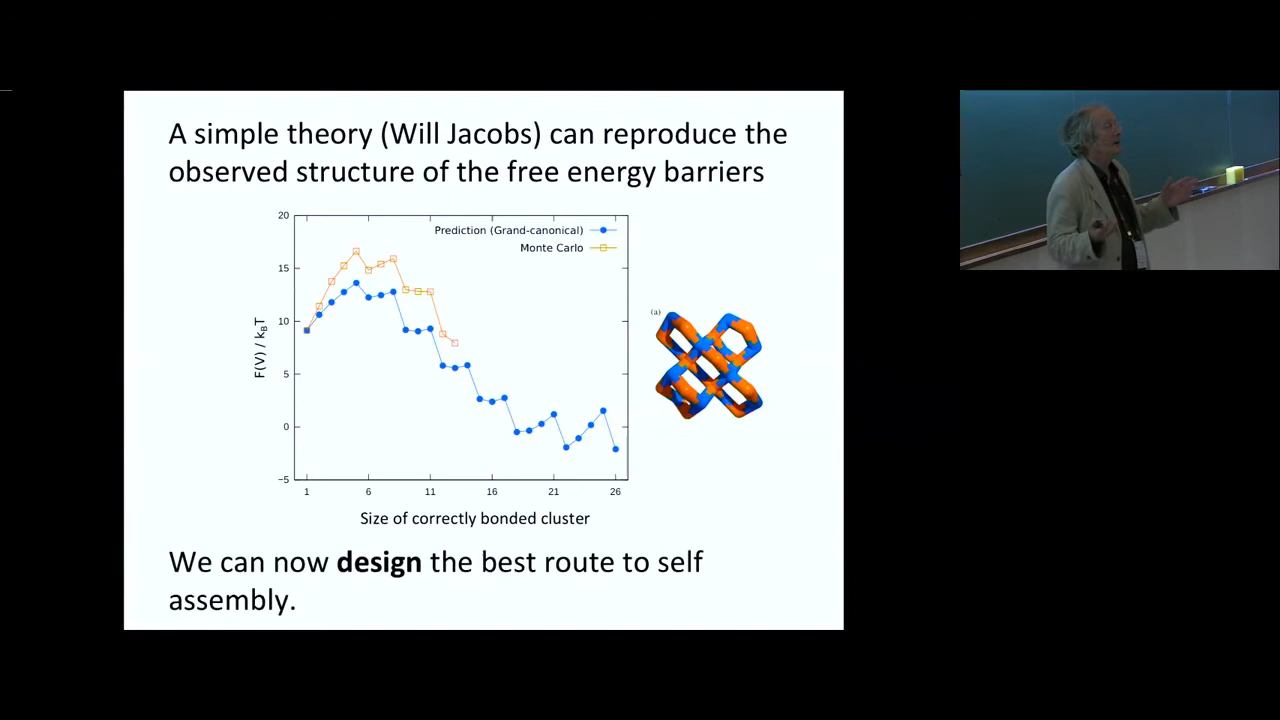 A simple theory (Will Jacobs) can reproduce the
observed structure of the free energy barriers
20
15
10
5
0
−5
F(V) / kBT
Prediction (Grand-canonical)
Monte Carlo
1 6 11 16 21 26
Size of correctly bonded cluster
(a)
We can now design the best route to self
assembly.